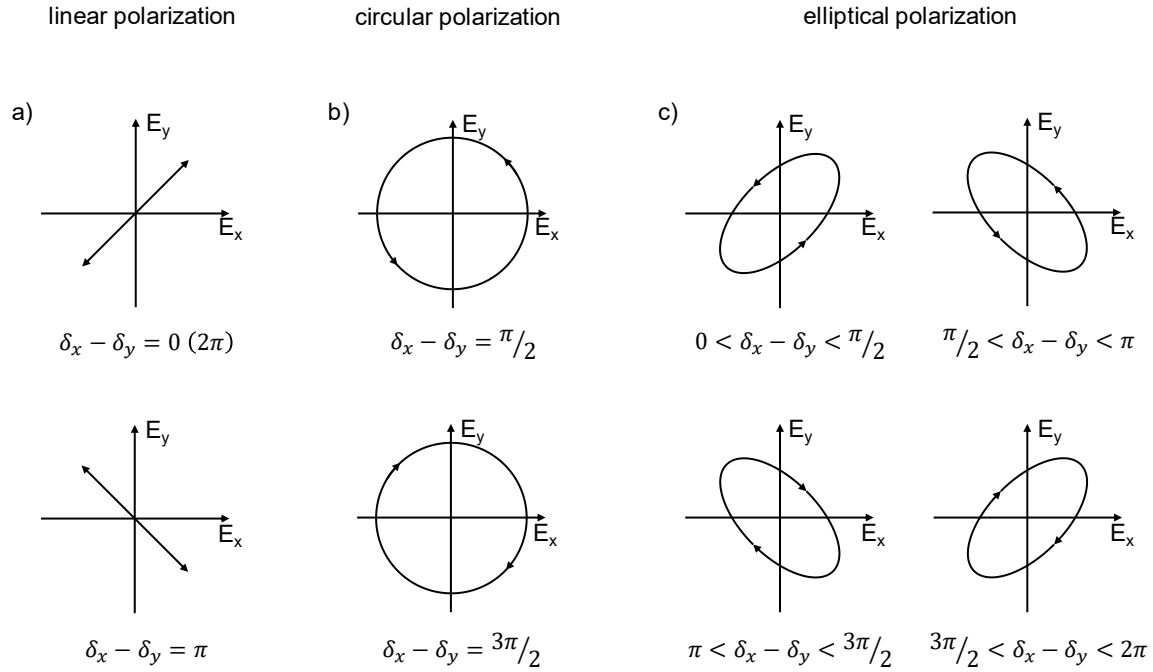 linear polarization
circular polarization
elliptical polarization
a)
E_y
E_x
δ_x − δ_y = 0 (2π)
E_y
E_x
δ_x − δ_y = π
b)
E_y
E_x
δ_x − δ_y = π/2
E_y
E_x
δ_x − δ_y = 3π/2
c)
E_y
E_x
0 < δ_x − δ_y < π/2
E_y
E_x
π/2 < δ_x − δ_y < π
E_y
E_x
π < δ_x − δ_y < 3π/2
E_y
E_x
3π/2 < δ_x − δ_y < 2π